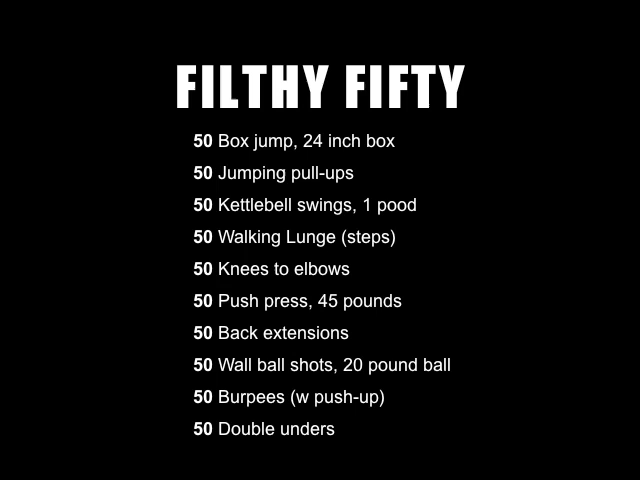 FILTHY FIFTY
50 Box jump, 24 inch box
50 Jumping pull-ups
50 Kettlebell swings, 1 pood
50 Walking Lunge (steps)
50 Knees to elbows
50 Push press, 45 pounds
50 Back extensions
50 Wall ball shots, 20 pound ball
50 Burpees (w push-up)
50 Double unders